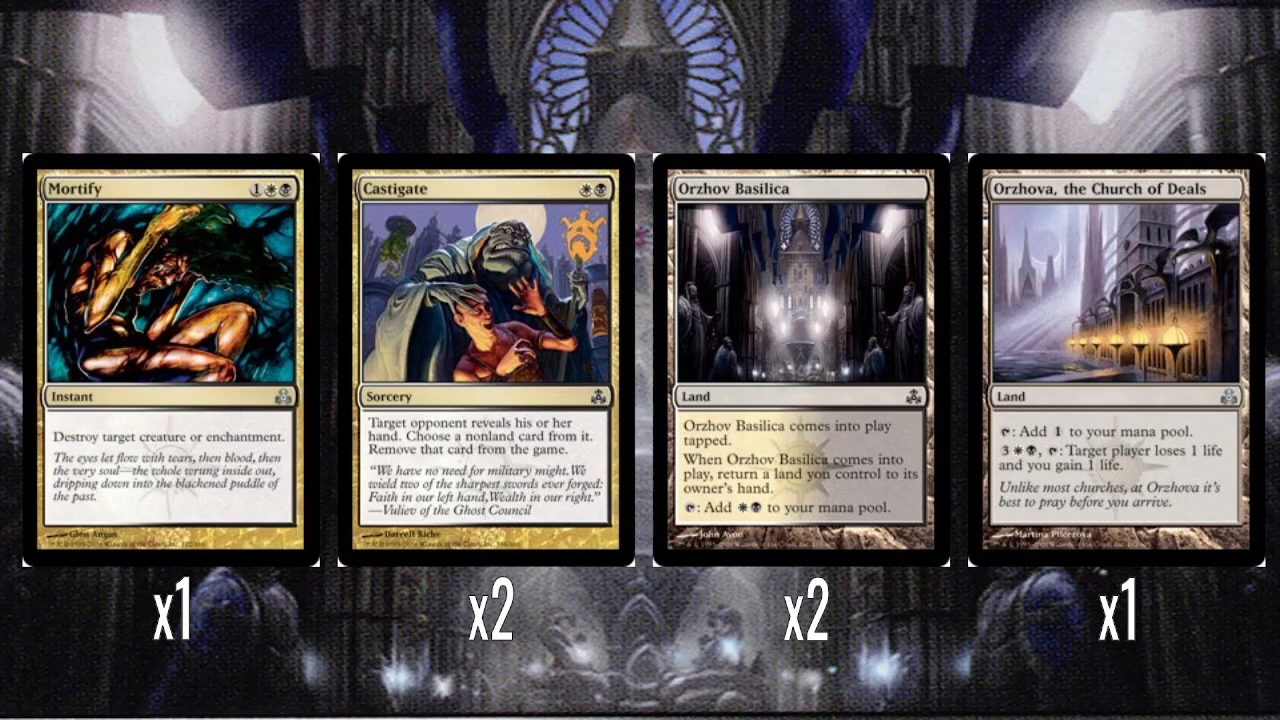 Mortify 1
Instant
Destroy target creature or enchantment.
The eyes let flow with tears, then blood, then
the very soul—the whole wrung inside out,
dripping down into the blackened puddle of
the past.
Glen Angus
x1
Castigate
Sorcery
Target opponent reveals his or her
hand. Choose a nonland card from it.
Remove that card from the game.
"We have no need for military might. We
wield two of the sharpest swords ever forged:
Faith in our left hand, Wealth in our right."
—Vuliev of the Ghost Council
Darrell Riche
x2
Orzhov Basilica
Land
Orzhov Basilica comes into play
tapped.
When Orzhov Basilica comes into
play, return a land you control to its
owner's hand.
: Add to your mana pool.
John Avon
x2
Orzhova, the Church of Deals
Land
: Add 1 to your mana pool.
3 , : Target player loses 1 life
and you gain 1 life.
Unlike most churches, at Orzhova it's
best to pray before you arrive.
Martina Pilcerova
x1